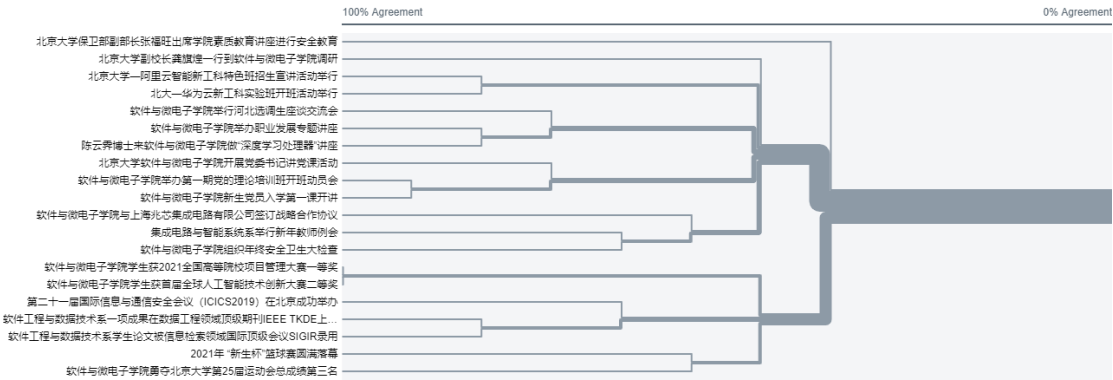 100% Agreement
0% Agreement
北京大学保卫部副部长张福旺出席学院素质教育讲座进行安全教育
北京大学副校长龚旗煌一行到软件与微电子学院调研
北京大学—阿里云智能新工科特色班招生宣讲活动举行
北大—华为云新工科实验班开班活动举行
软件与微电子学院举行河北选调生座谈交流会
软件与微电子学院举办职业发展专题讲座
陈云霁博士来软件与微电子学院做“深度学习处理器”讲座
北京大学软件与微电子学院开展党委书记讲党课活动
软件与微电子学院举办第一期党的理论培训班开班动员会
软件与微电子学院新生党员入学第一课开讲
软件与微电子学院与上海兆芯集成电路有限公司签订战略合作协议
集成电路与智能系统系举行新年教师例会
软件与微电子学院组织年终安全卫生大检查
软件与微电子学院学生获2021全国高等院校项目管理大赛一等奖
软件与微电子学院学生获首届全球人工智能技术创新大赛二等奖
第二十一届国际信息与通信安全会议（ICICS2019）在北京成功举办
软件工程与数据技术系一项成果在数据工程领域顶级期刊IEEE TKDE上...
软件工程与数据技术系学生论文被信息检索领域国际顶级会议SIGIR录用
2021年 “新生杯”篮球赛圆满落幕
软件与微电子学院勇夺北京大学第25届运动会总成绩第三名